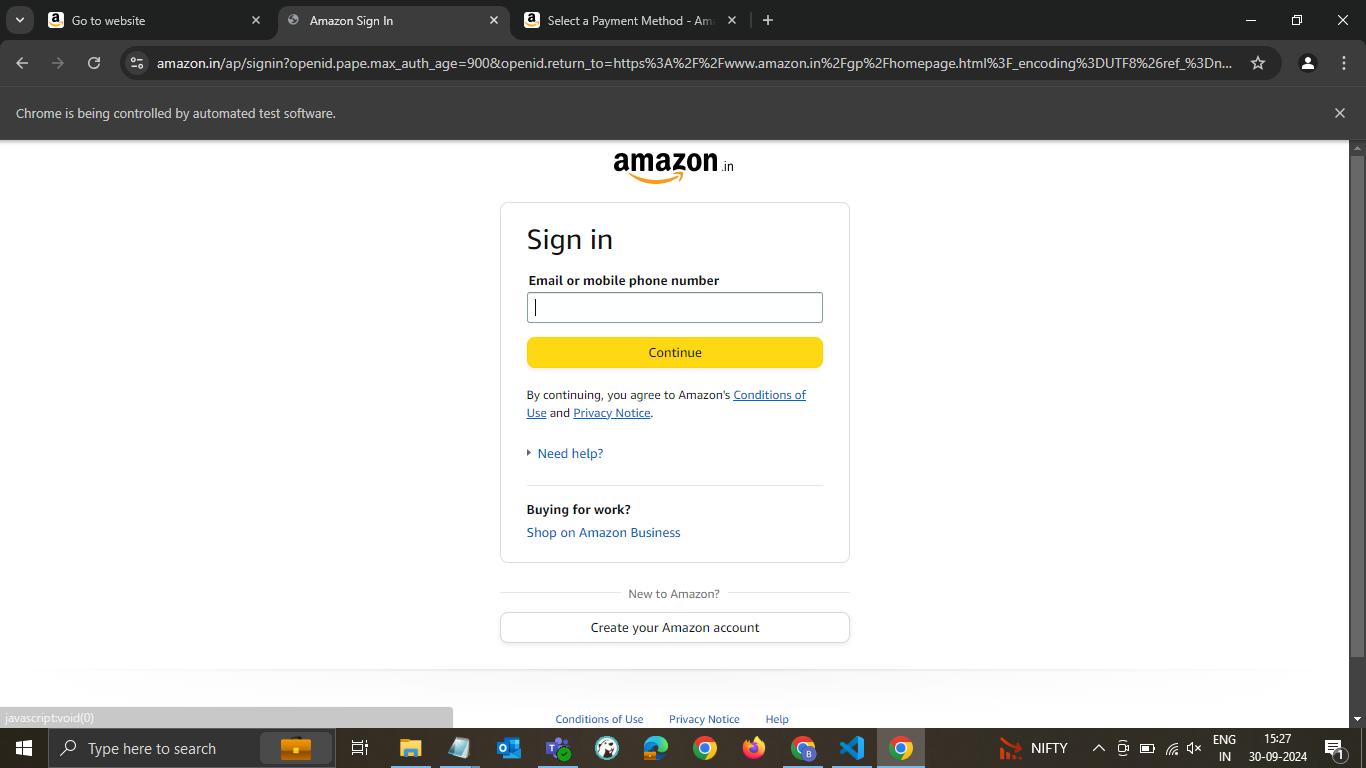 Go to website
Amazon Sign In
Select a Payment Method - Am
amazon.in/ap/signin?openid.pape.max_auth_age=900&openid.return_to=https%3A%2F%2Fwww.amazon.in%2Fgp%2Fhomepage.html%3F_encoding%3DUTF8%26ref_%3Dn...
Chrome is being controlled by automated test software.
amazon.in
Sign in
Email or mobile phone number
Continue
By continuing, you agree to Amazon's Conditions of
Use and Privacy Notice.
Need help?
Buying for work?
Shop on Amazon Business
New to Amazon?
Create your Amazon account
javascript:void(0)
Conditions of Use Privacy Notice Help
Type here to search
NIFTY
ENG
IN
15:27
30-09-2024
1